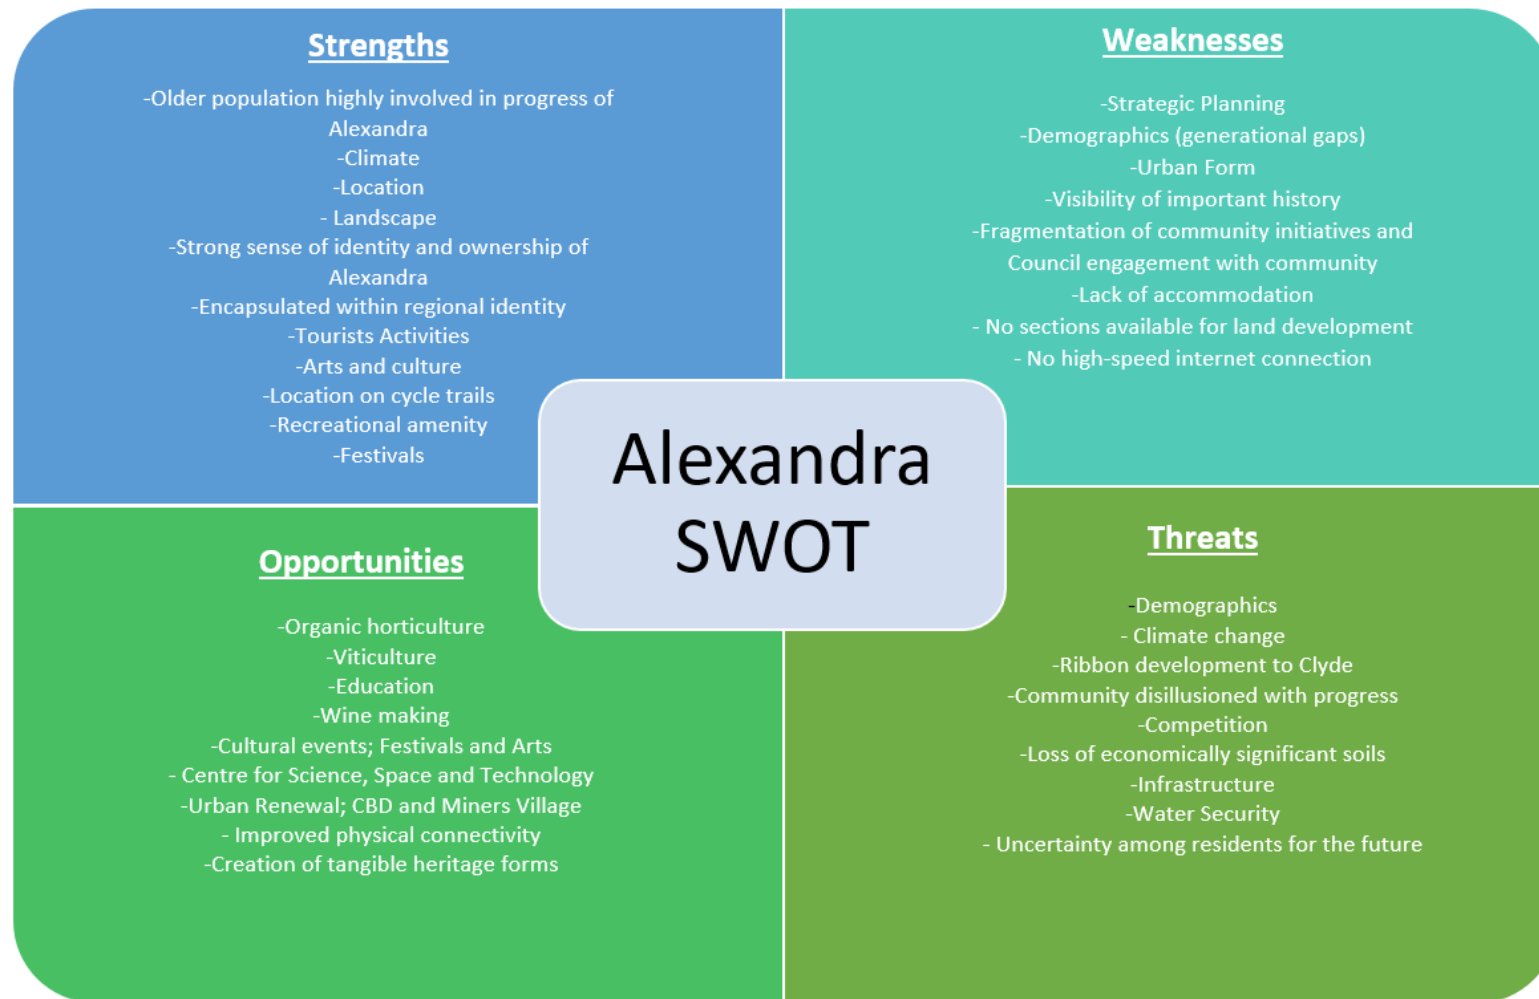 Strengths
-Older population highly involved in progress of
Alexandra
-Climate
-Location
- Landscape
-Strong sense of identity and ownership of
Alexandra
-Encapsulated within regional identity
-Tourists Activities
-Arts and culture
-Location on cycle trails
-Recreational amenity
-Festivals
Weaknesses
-Strategic Planning
-Demographics (generational gaps)
-Urban Form
-Visibility of important history
-Fragmentation of community initiatives and
Council engagement with community
-Lack of accommodation
- No sections available for land development
- No high-speed internet connection
Alexandra
SWOT
Opportunities
-Organic horticulture
-Viticulture
-Education
-Wine making
-Cultural events; Festivals and Arts
- Centre for Science, Space and Technology
-Urban Renewal; CBD and Miners Village
- Improved physical connectivity
-Creation of tangible heritage forms
Threats
-Demographics
- Climate change
-Ribbon development to Clyde
-Community disillusioned with progress
-Competition
-Loss of economically significant soils
-Infrastructure
-Water Security
- Uncertainty among residents for the future